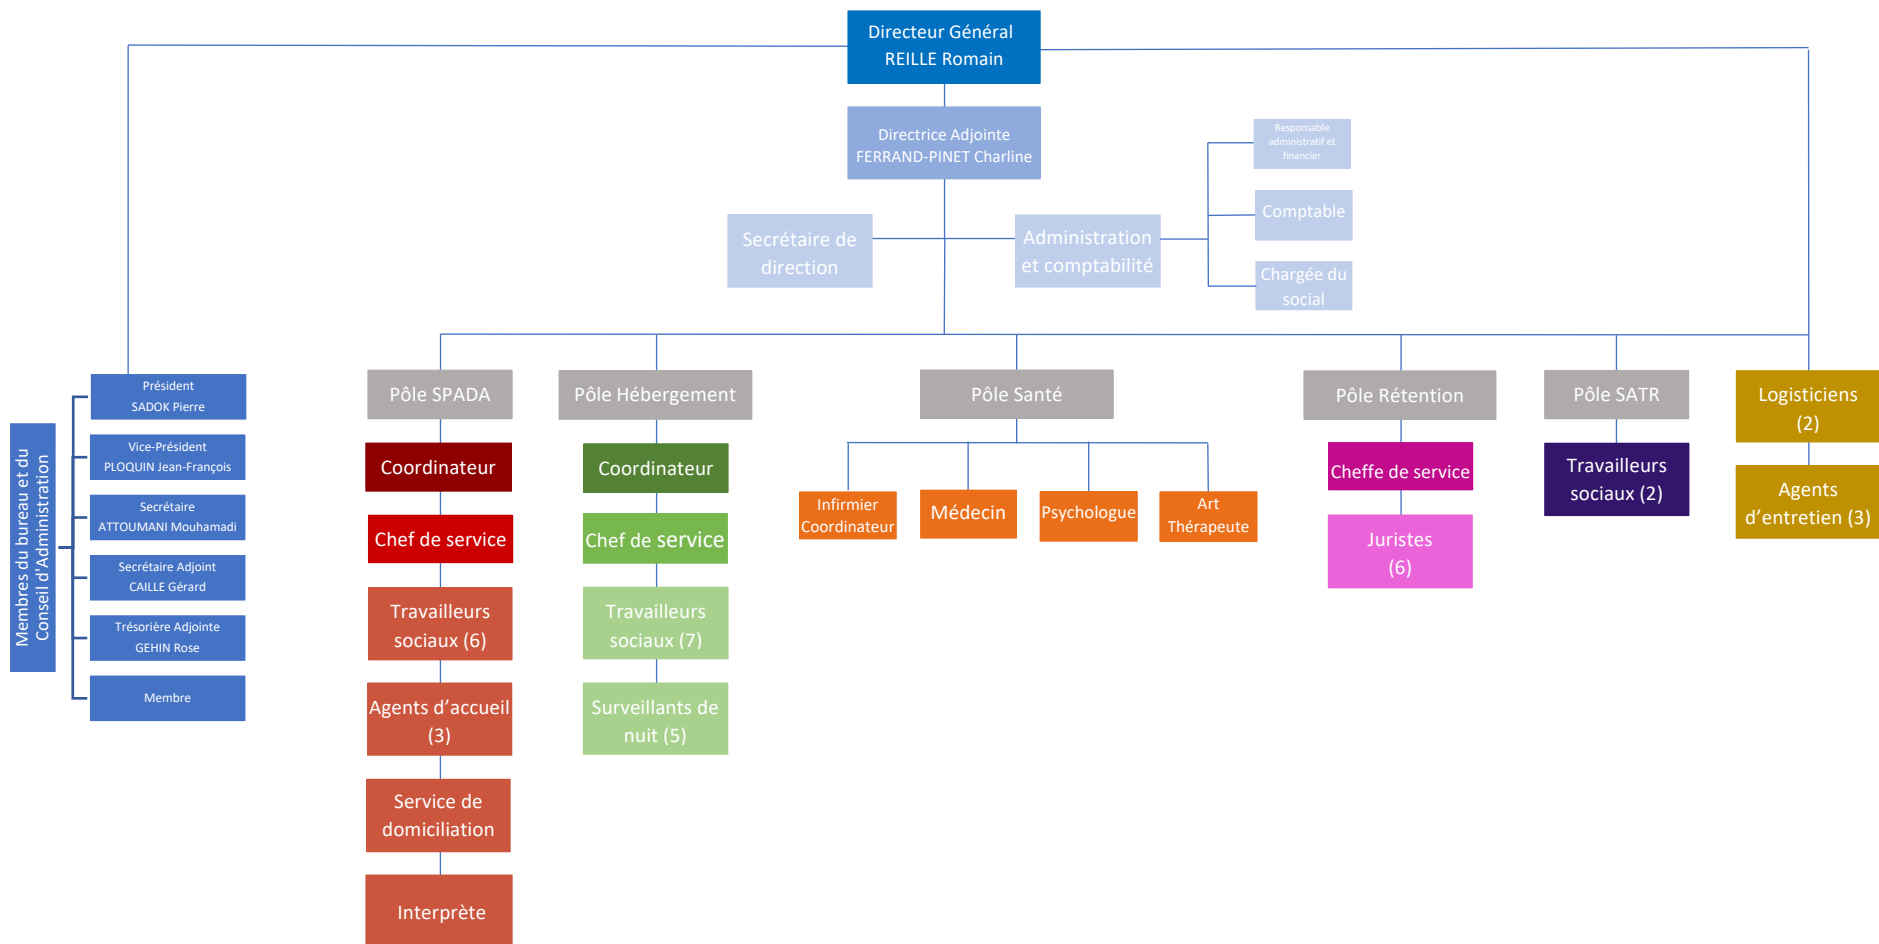 Directeur Général
REILLE Romain
Directrice Adjointe
FERRAND-PINET Charline
Responsable
administratif et
financier
Comptable
Chargée du
social
Secrétaire de
direction
Administration
et comptabilité
Membres du bureau et du
Conseil d'Administration
Président
SADOK Pierre
Vice-Président
PLOQUIN Jean-François
Secrétaire
ATTOUMANI Mouhamadi
Secrétaire Adjoint
CAILLE Gérard
Trésorière Adjointe
GEHIN Rose
Membre
Pôle SPADA
Coordinateur
Chef de service
Travailleurs
sociaux (6)
Agents d’accueil
(3)
Service de
domiciliation
Interprète
Pôle Hébergement
Coordinateur
Chef de service
Travailleurs
sociaux (7)
Surveillants de
nuit (5)
Pôle Santé
Infirmier
Coordinateur
Médecin
Psychologue
Art
Thérapeute
Pôle Rétention
Cheffe de service
Juristes
(6)
Pôle SATR
Travailleurs
sociaux (2)
Logisticiens
(2)
Agents
d’entretien (3)